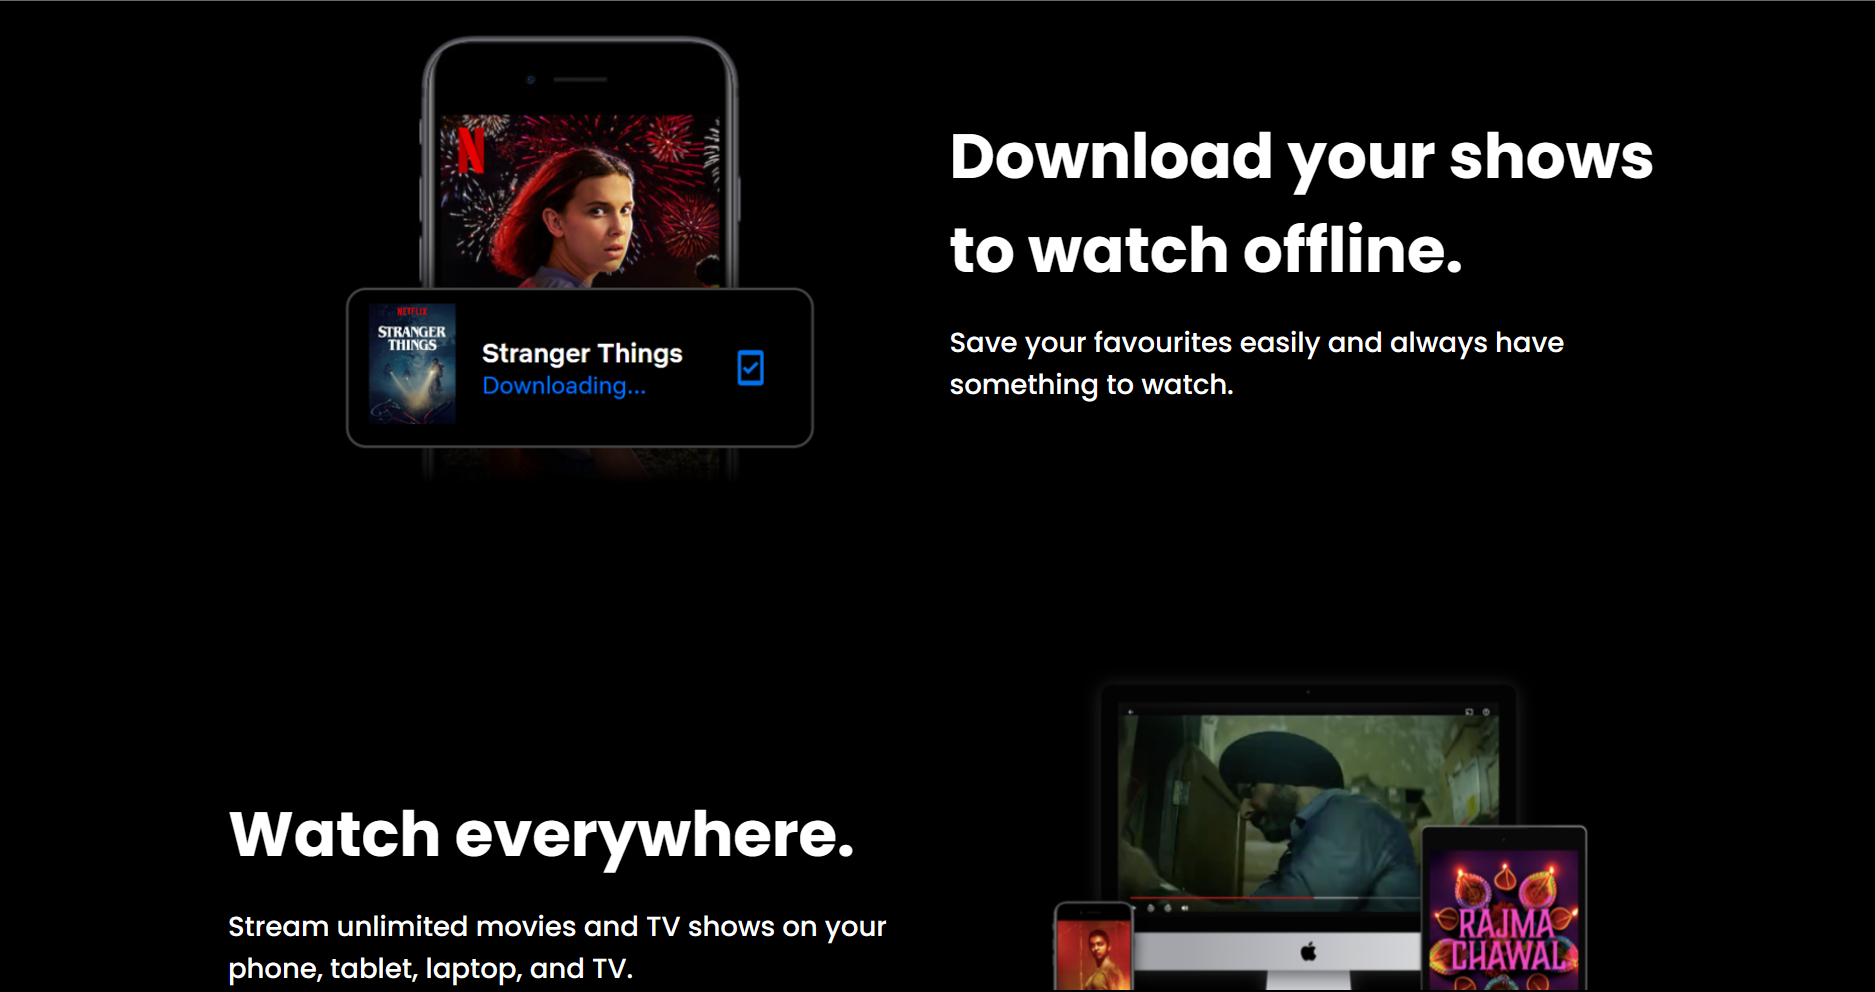 N
Download your shows
to watch offline.
Save your favourites easily and always have
something to watch.
NETFLIX
STRANGER
THINGS
Stranger Things
Downloading...
Watch everywhere.
Stream unlimited movies and TV shows on your
phone, tablet, laptop, and TV.
RAJMA
CHAWAL